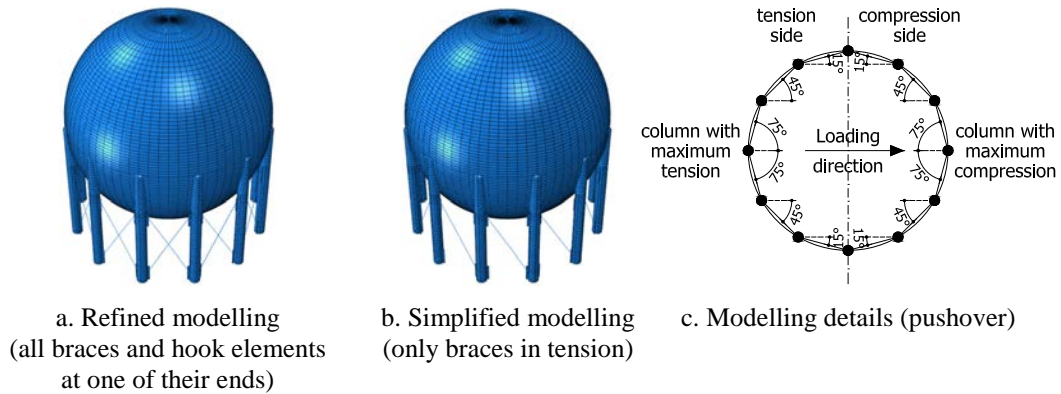 tension side
compression side
15°
15°
45°
45°
75°
75°
column with maximum tension
Loading direction
column with maximum compression
75°
75°
45°
45°
15°
15°
a. Refined modelling
(all braces and hook elements
at one of their ends)
b. Simplified modelling
(only braces in tension)
c. Modelling details (pushover)